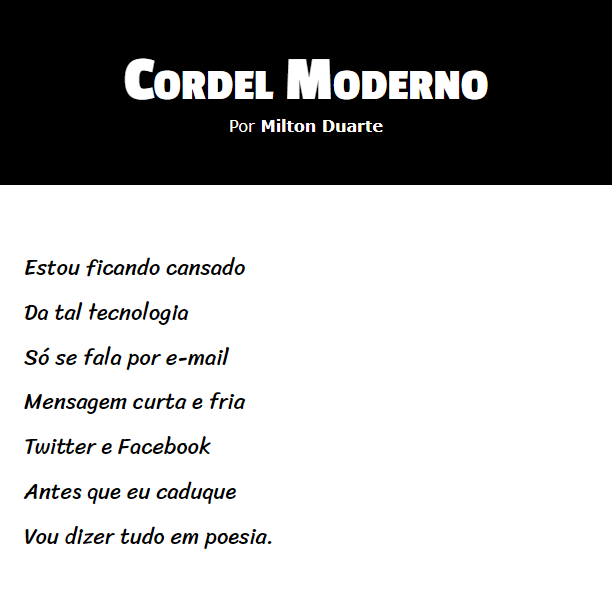 Cordel Moderno
Por Milton Duarte
Estou ficando cansado
Da tal tecnologia
Só se fala por e-mail
Mensagem curta e fria
Twitter e Facebook
Antes que eu caduque
Vou dizer tudo em poesia.